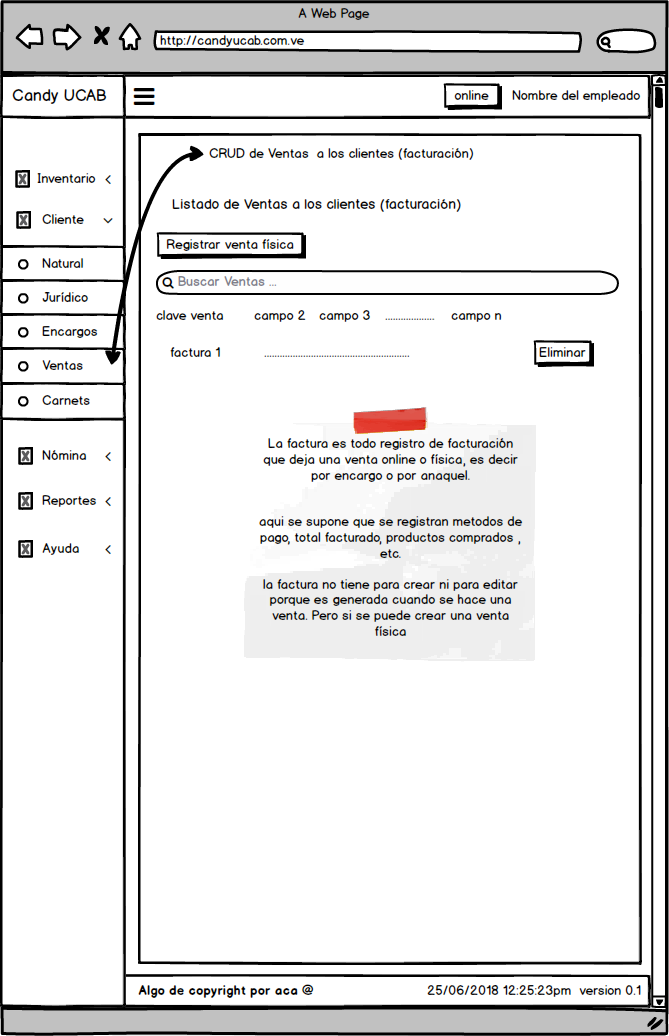 A Web Page
http://candyucab.com.ve
Candy UCAB
online
Nombre del empleado
Inventario
Cliente
Natural
Jurídico
Encargos
Ventas
Carnets
Nómina
Reportes
Ayuda
CRUD de Ventas a los clientes (facturación)
Listado de Ventas a los clientes (facturación)
Registrar venta física
Buscar Ventas ...
clave venta campo 2 campo 3 ................... campo n
factura 1 ........................................................ Eliminar
La factura es todo registro de facturación
que deja una venta online o física, es decir
por encargo o por anaquel.
aqui se supone que se registran metodos de
pago, total facturado, productos comprados ,
etc.
la factura no tiene para crear ni para editar
porque es generada cuando se hace una
venta. Pero si se puede crear una venta
física
Algo de copyright por aca @
25/06/2018 12:25:23pm version 0.1